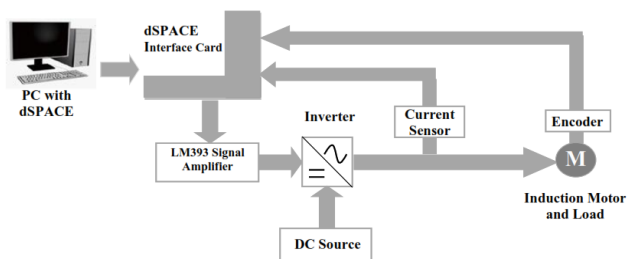 dSPACE
Interface Card
PC with
dSPACE
LM393 Signal
Amplifier
Inverter
Current
Sensor
Encoder
M
Induction Motor
and Load
DC Source